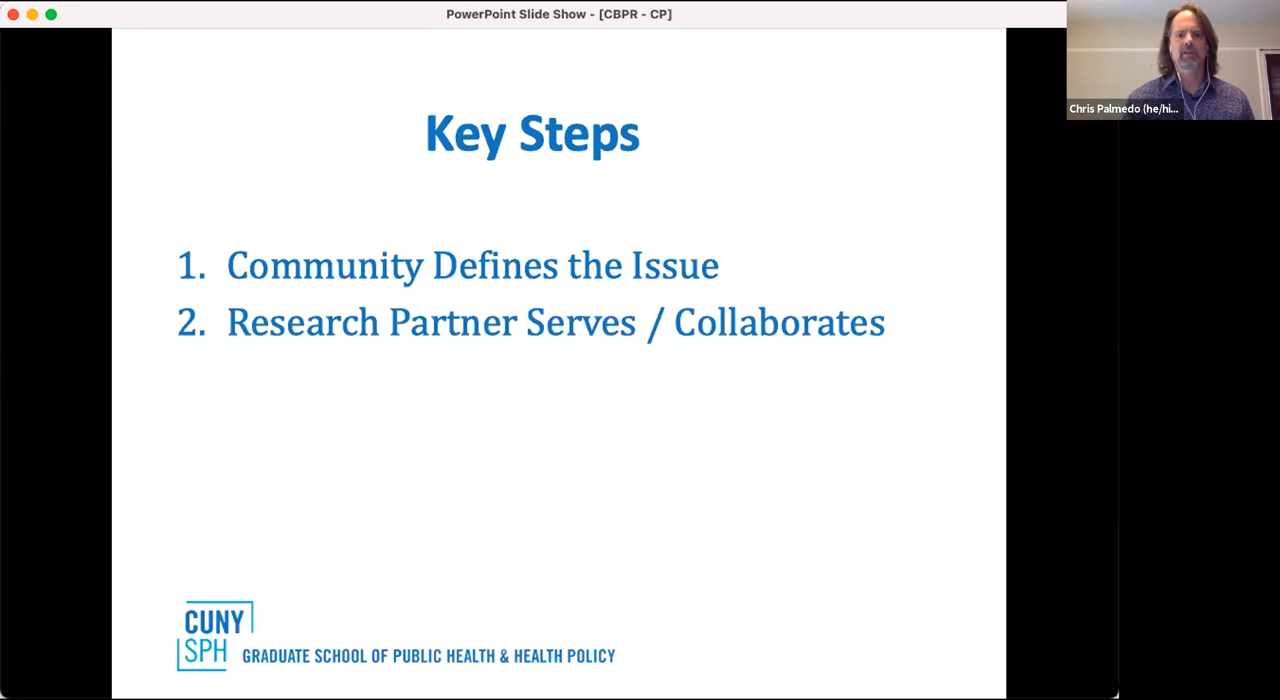 PowerPoint Slide Show - [CBPR - CP]
Chris Palmedo (he/hi...
Key Steps
1. Community Defines the Issue
2. Research Partner Serves / Collaborates
CUNY
SPH GRADUATE SCHOOL OF PUBLIC HEALTH & HEALTH POLICY